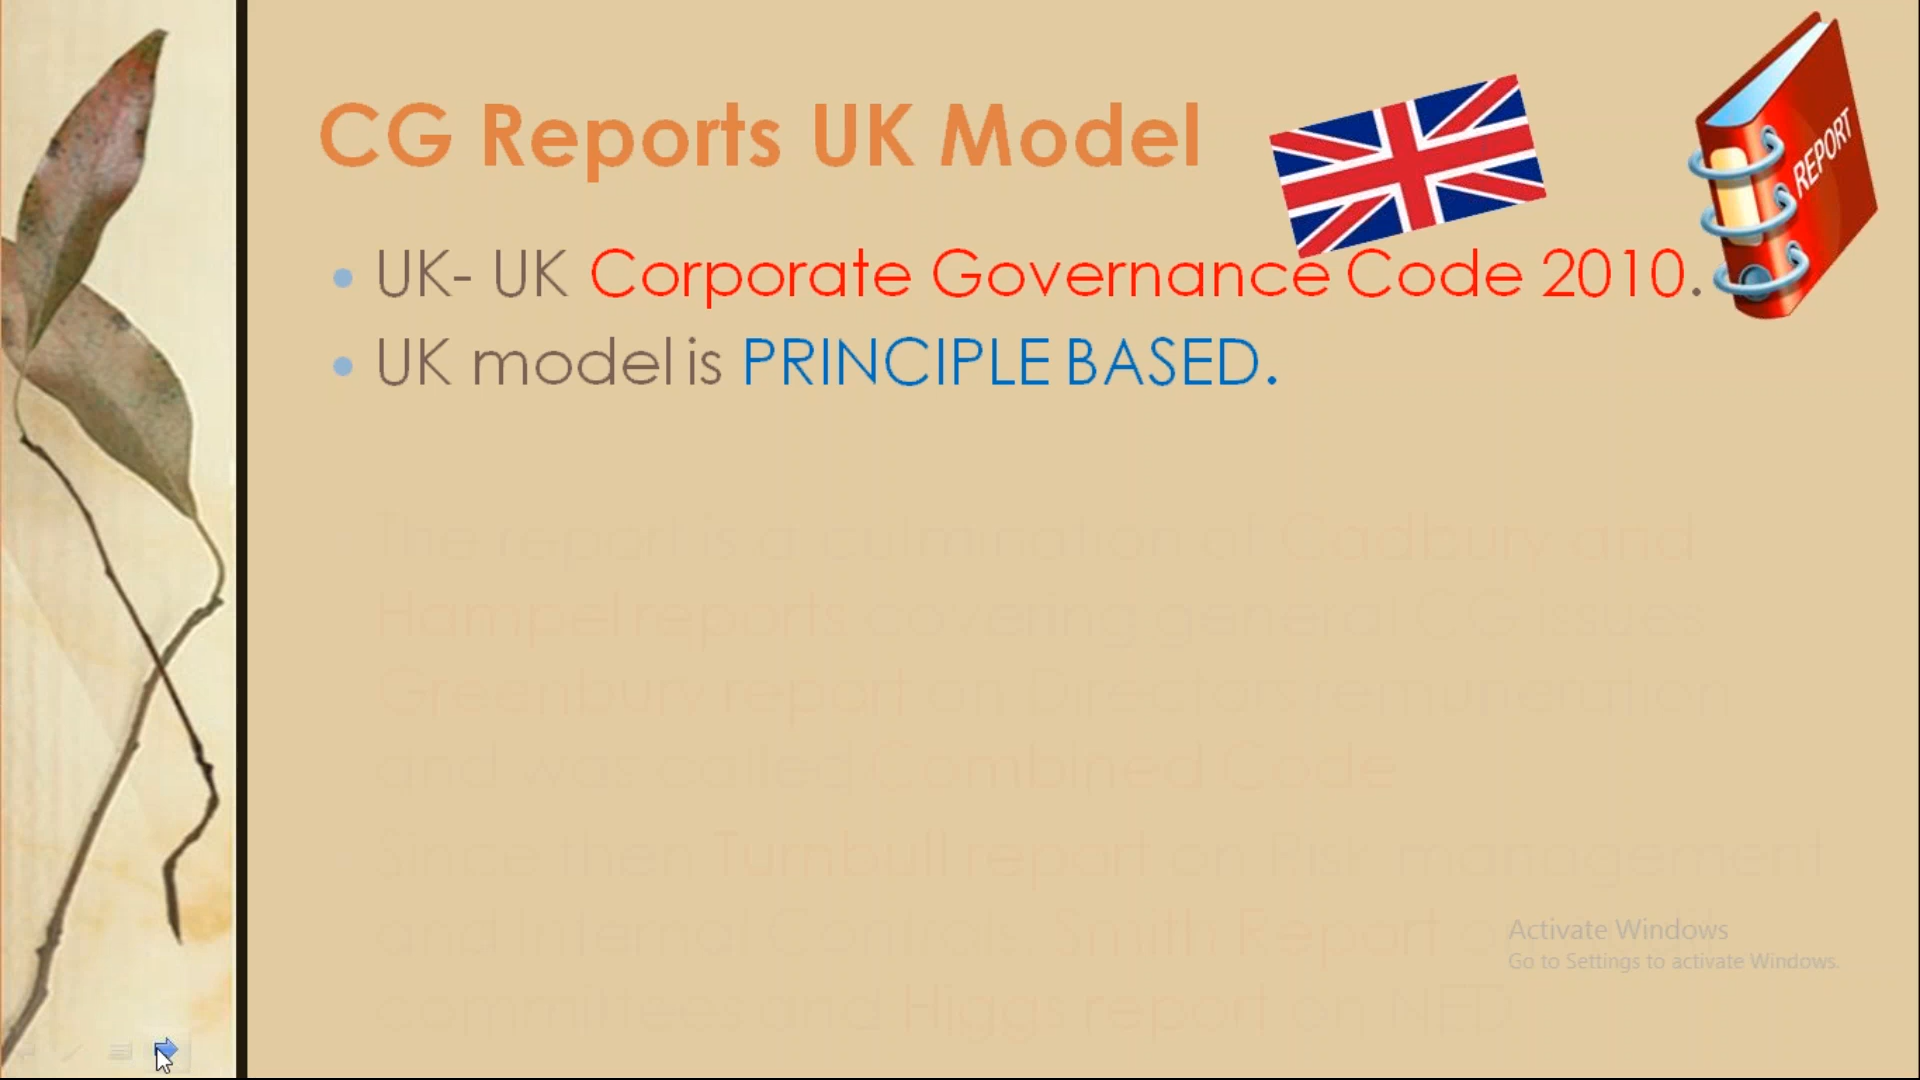 CG Reports UK Model
REPORT
• UK- UK Corporate Governance Code 2010.
• UK model is PRINCIPLE BASED.
The report is a culmination of Cadbury and
Hampel reports covering general CG issues
Greenbury report on Directors remuneration
and was called Combined Code
Since then Turnbull report on Risk management
and Internal Controls, Smith Report
committees and Higgs report on NED
Activate Windows
Go to Settings to activate Windows.